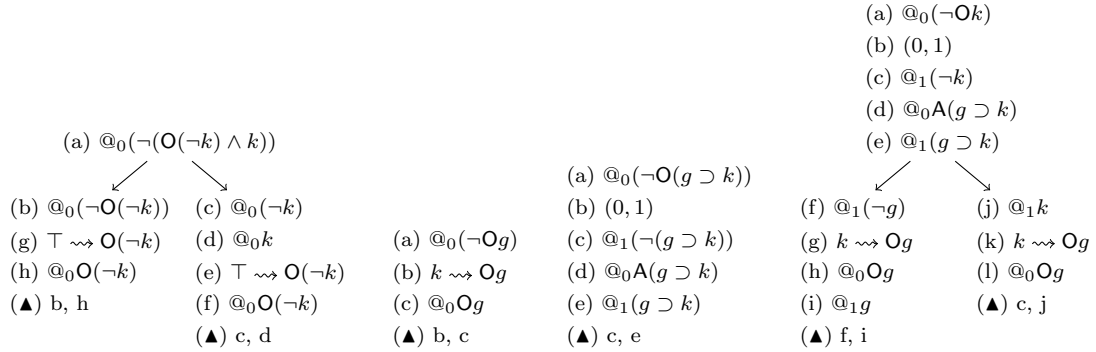 (a) @₀(¬(O(¬k) ∧ k))
(b) @₀(¬O(¬k))
(g) ⊤ ⇝ O(¬k)
(h) @₀O(¬k)
(▲) b, h
(c) @₀(¬k)
(d) @₀k
(e) ⊤ ⇝ O(¬k)
(f) @₀O(¬k)
(▲) c, d
(a) @₀(¬Og)
(b) k ⇝ Og
(c) @₀Og
(▲) b, c
(a) @₀(¬O(g ⊃ k))
(b) (0, 1)
(c) @₁(¬(g ⊃ k))
(d) @₀A(g ⊃ k)
(e) @₁(g ⊃ k)
(▲) c, e
(a) @₀(¬Ok)
(b) (0, 1)
(c) @₁(¬k)
(d) @₀A(g ⊃ k)
(e) @₁(g ⊃ k)
(f) @₁(¬g)
(g) k ⇝ Og
(h) @₀Og
(i) @₁g
(▲) f, i
(j) @₁k
(k) k ⇝ Og
(l) @₀Og
(▲) c, j